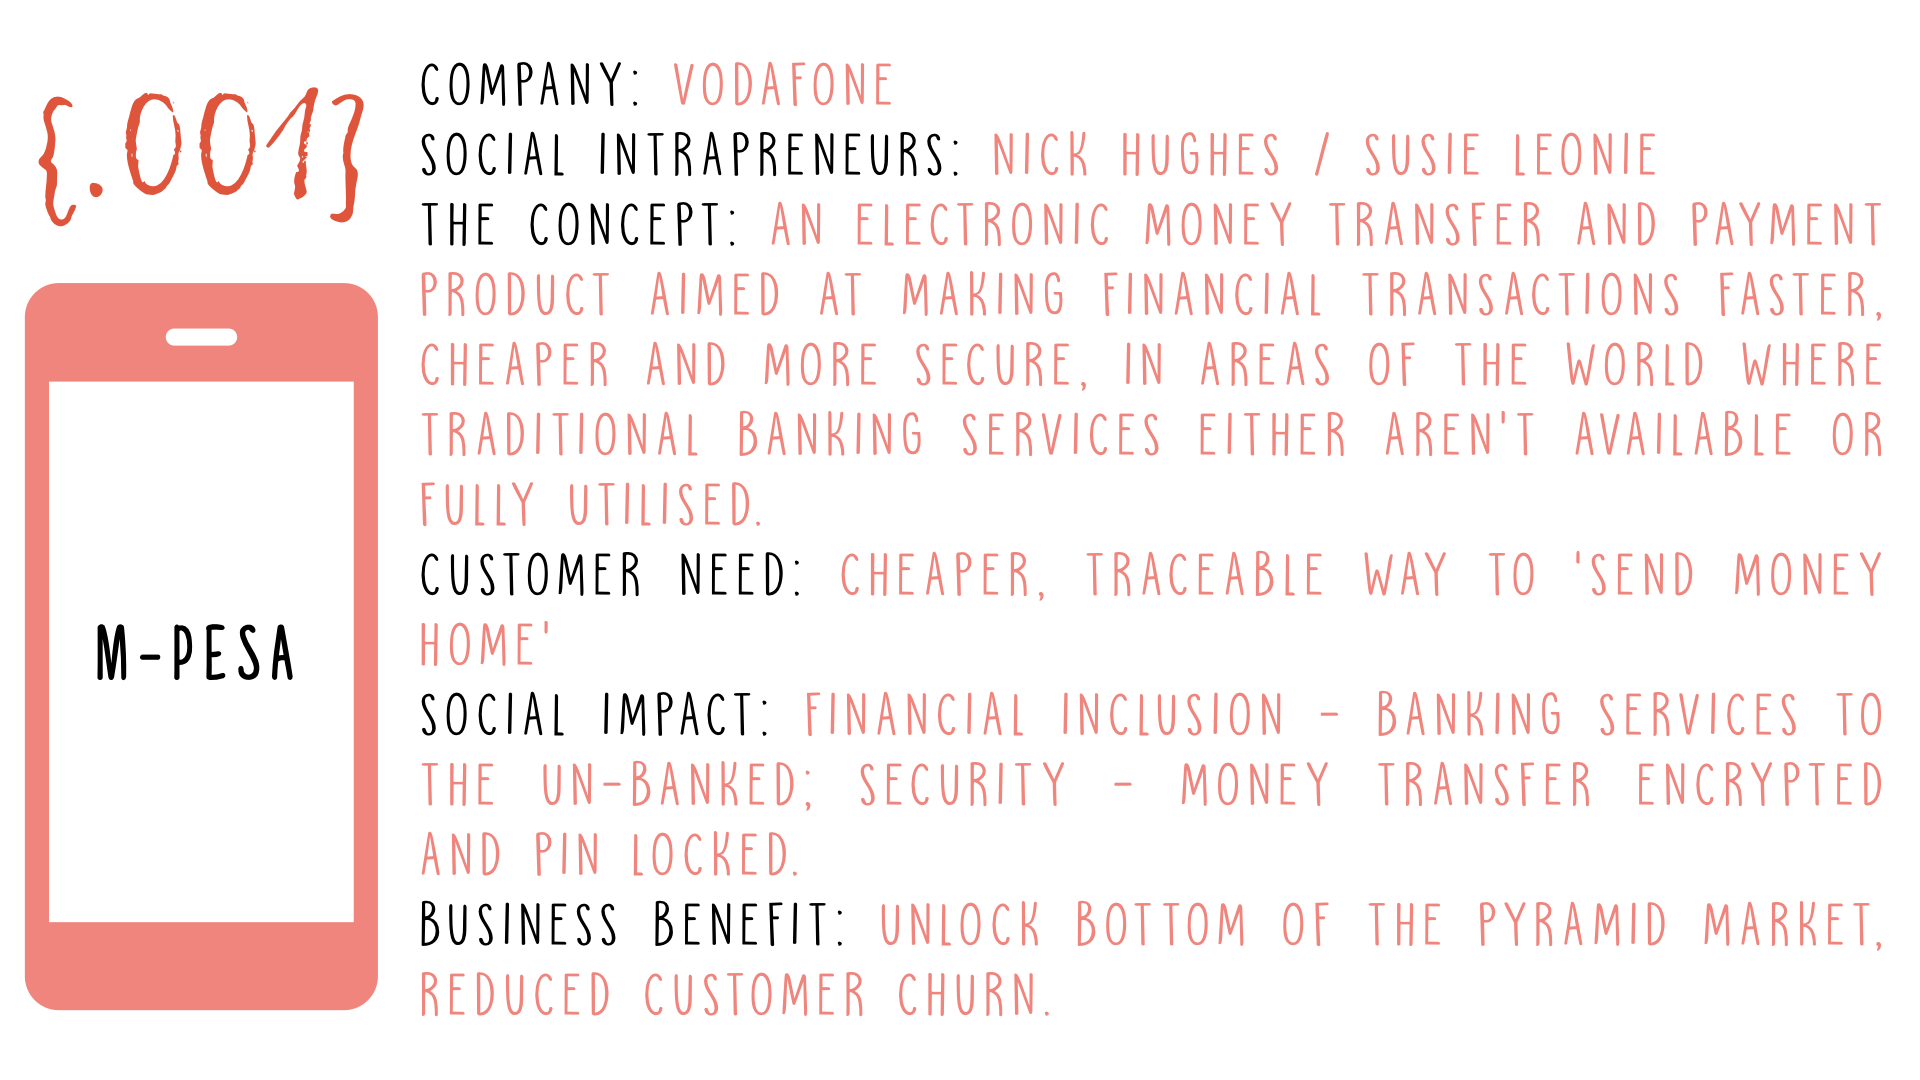 {.001}
M-PESA
COMPANY: VODAFONE
SOCIAL INTRAPRENEURS: NICK HUGHES / SUSIE LEONIE
THE CONCEPT: AN ELECTRONIC MONEY TRANSFER AND PAYMENT
PRODUCT AIMED AT MAKING FINANCIAL TRANSACTIONS FASTER,
CHEAPER AND MORE SECURE, IN AREAS OF THE WORLD WHERE
TRADITIONAL BANKING SERVICES EITHER AREN'T AVAILABLE OR
FULLY UTILISED.
CUSTOMER NEED: CHEAPER, TRACEABLE WAY TO 'SEND MONEY
HOME'
SOCIAL IMPACT: FINANCIAL INCLUSION - BANKING SERVICES TO
THE UN-BANKED; SECURITY - MONEY TRANSFER ENCRYPTED
AND PIN LOCKED.
BUSINESS BENEFIT: UNLOCK BOTTOM OF THE PYRAMID MARKET,
REDUCED CUSTOMER CHURN.